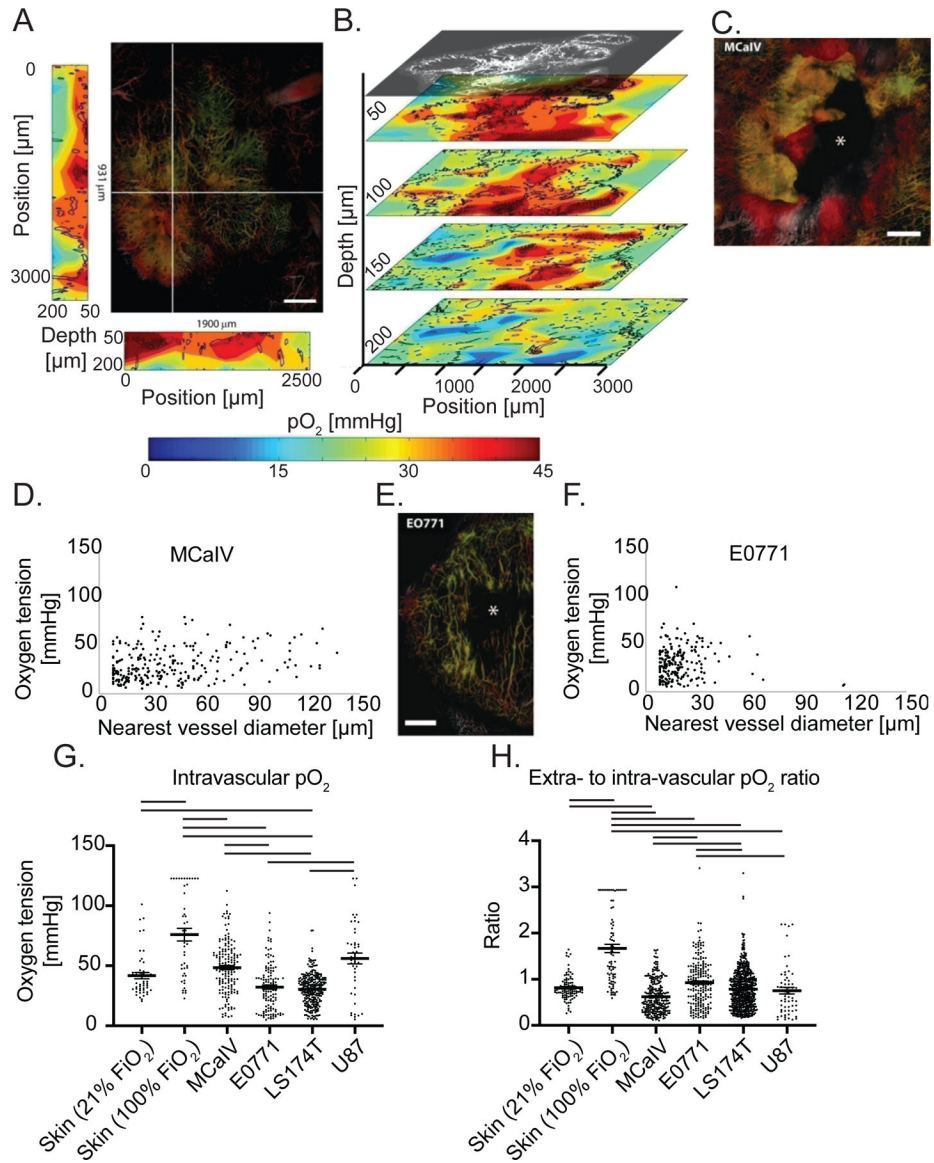 A
B.
C.
0
Position [µm]
3000
200 50
931 µm
1900 µm
Depth
[µm]
50
200
0 2500
Position [µm]
50
100
150
200
Depth [µm]
0 1000 2000 3000
Position [µm]
MCaIV
*
pO2 [mmHg]
0 15 30 45
D.
E.
F.
MCaIV
Oxygen tension
[mmHg]
150
100
50
0
0 30 60 90 120 150
Nearest vessel diameter [µm]
EO771
*
E0771
Oxygen tension
[mmHg]
150
100
50
0
0 30 60 90 120 150
Nearest vessel diameter [µm]
G.
Intravascular pO2
Oxygen tension
[mmHg]
150
100
50
0
Skin (21% FiO2)
Skin (100% FiO2)
MCaIV
E0771
LS174T
U87
H.
Extra- to intra-vascular pO2 ratio
Ratio
4
3
2
1
0
Skin (21% FiO2)
Skin (100% FiO2)
MCaIV
E0771
LS174T
U87